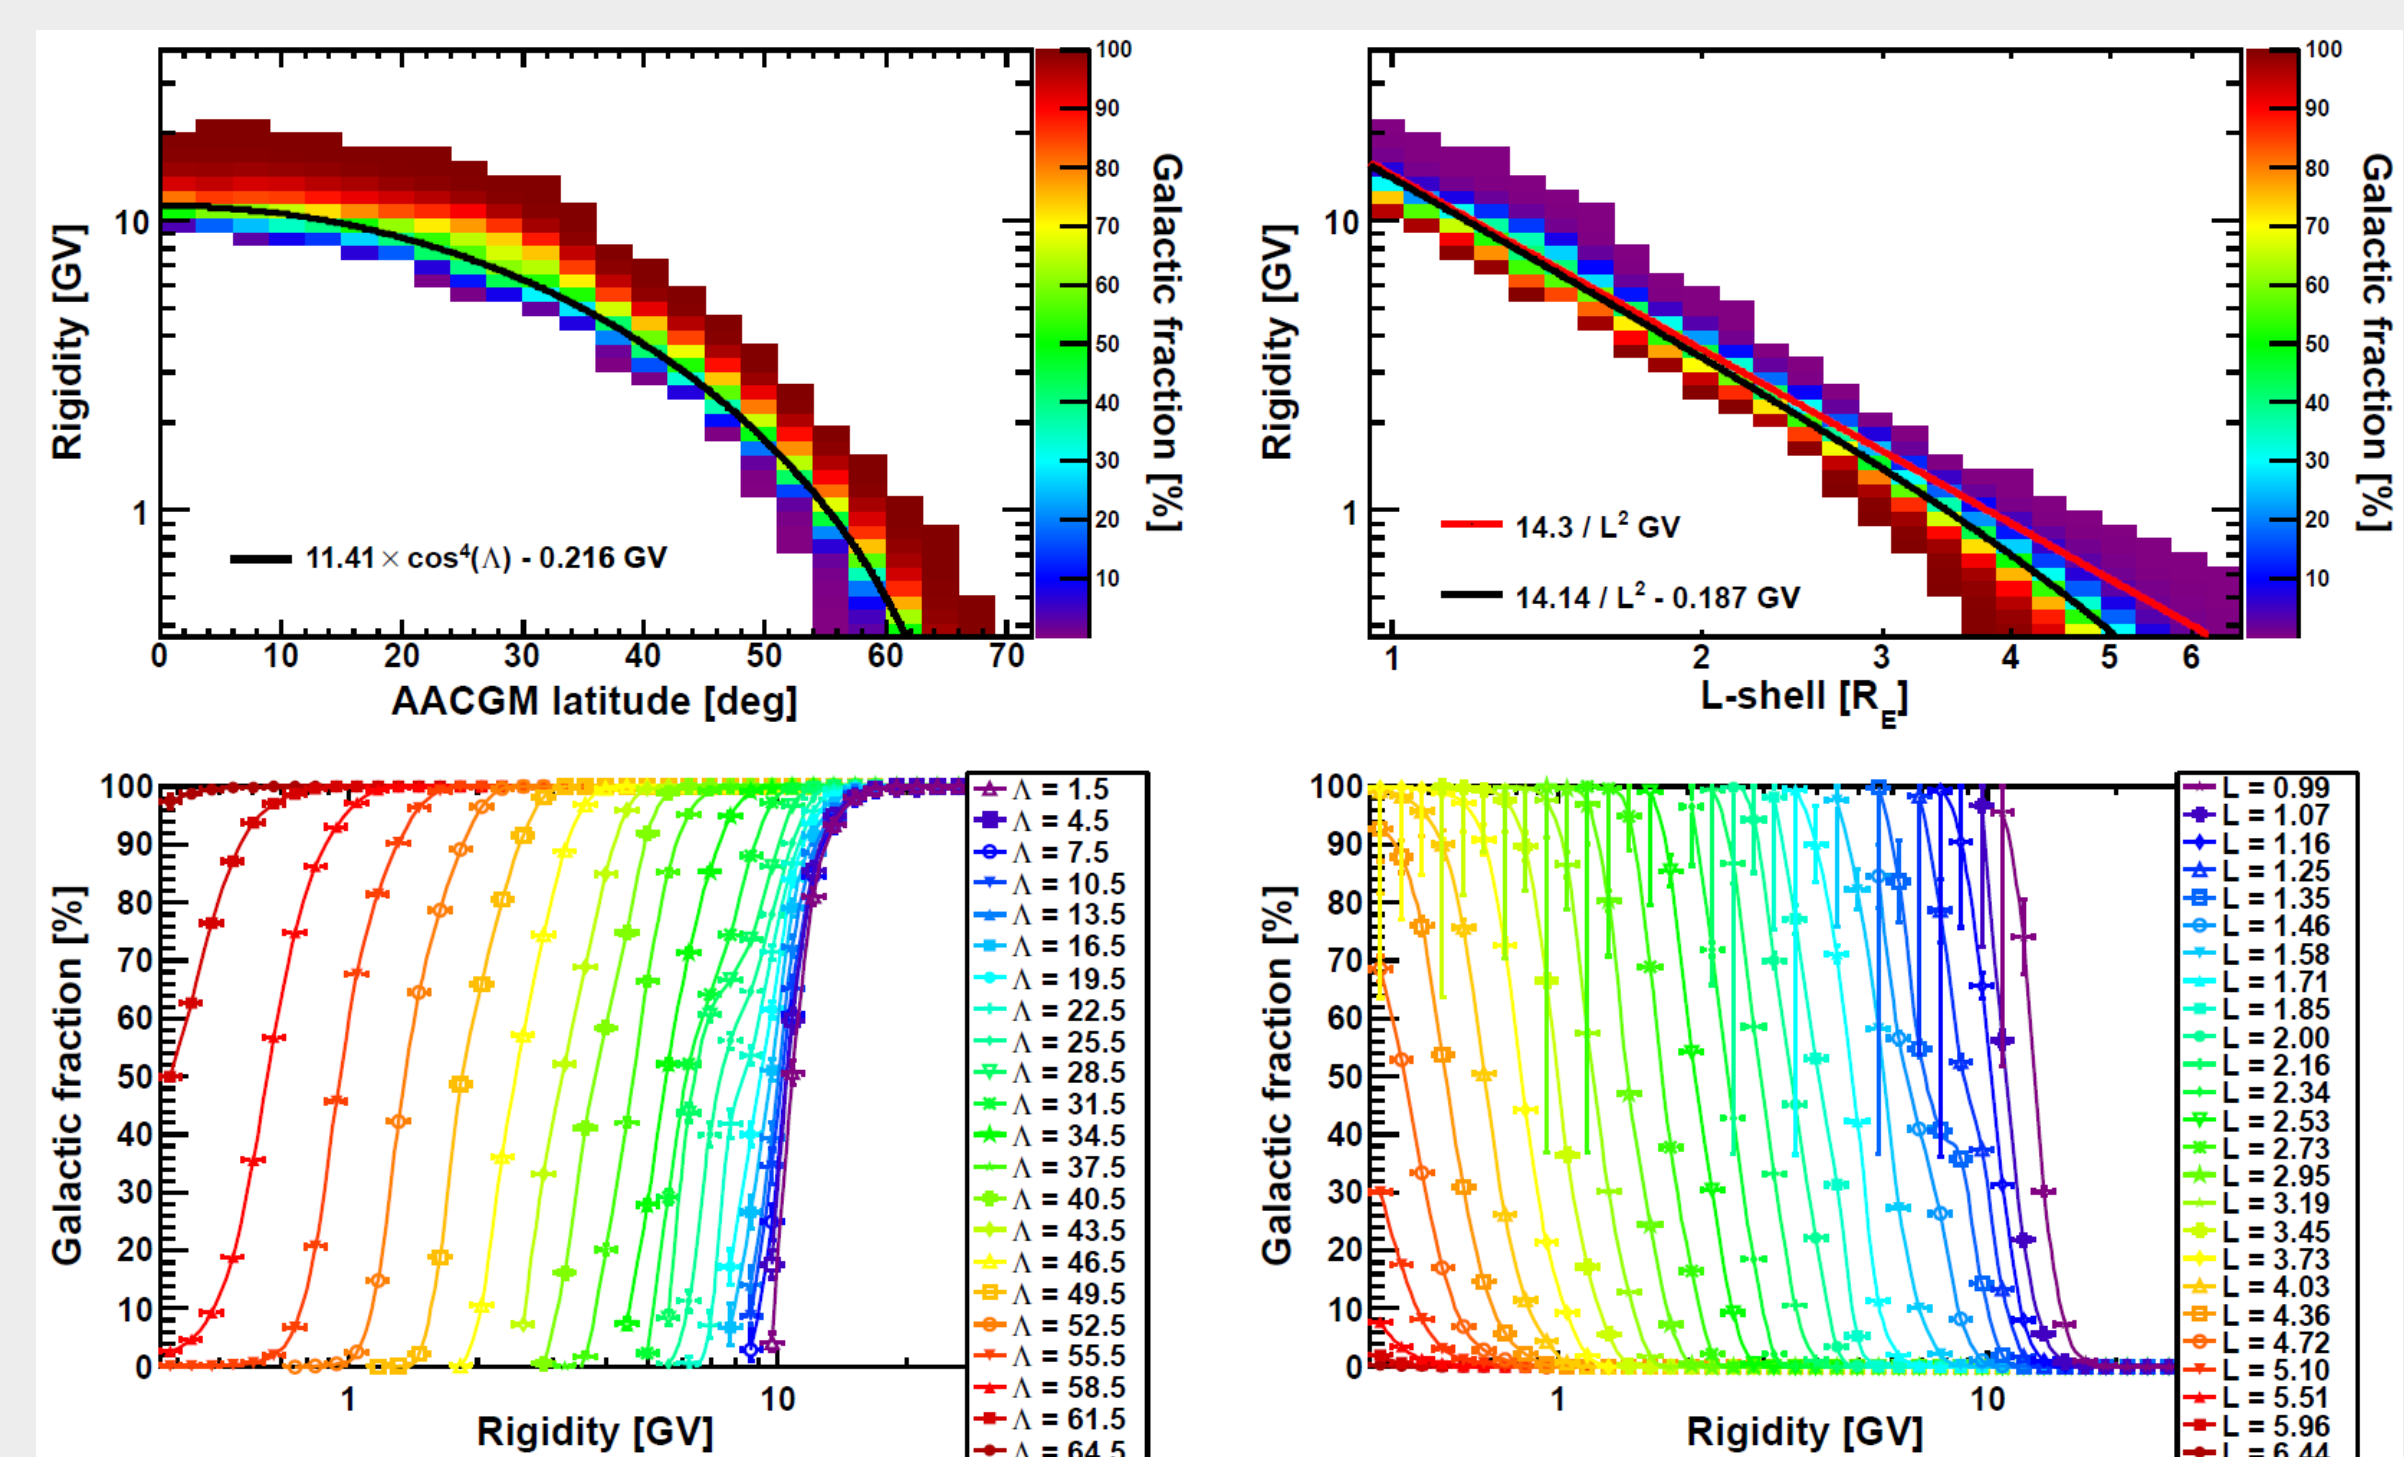 100
90
80
70
60
50
40
30
20
10
Galactic fraction [%]
10
1
Rigidity [GV]
11.41 × cos⁴(Λ) - 0.216 GV
0 10 20 30 40 50 60 70
AACGM latitude [deg]
100
90
80
70
60
50
40
30
20
10
Galactic fraction [%]
10
1
Rigidity [GV]
14.3 / L² GV
14.14 / L² - 0.187 GV
1 2 3 4 5 6
L-shell [R_E]
100
90
80
70
60
50
40
30
20
10
0
Galactic fraction [%]
1 10
Rigidity [GV]
Λ = 1.5
Λ = 4.5
Λ = 7.5
Λ = 10.5
Λ = 13.5
Λ = 16.5
Λ = 19.5
Λ = 22.5
Λ = 25.5
Λ = 28.5
Λ = 31.5
Λ = 34.5
Λ = 37.5
Λ = 40.5
Λ = 43.5
Λ = 46.5
Λ = 49.5
Λ = 52.5
Λ = 55.5
Λ = 58.5
Λ = 61.5
Λ = 64.5
100
90
80
70
60
50
40
30
20
10
0
Galactic fraction [%]
1 10
Rigidity [GV]
L = 0.99
L = 1.07
L = 1.16
L = 1.25
L = 1.35
L = 1.46
L = 1.58
L = 1.71
L = 1.85
L = 2.00
L = 2.16
L = 2.34
L = 2.53
L = 2.73
L = 2.95
L = 3.19
L = 3.45
L = 3.73
L = 4.03
L = 4.36
L = 4.72
L = 5.10
L = 5.51
L = 5.96
L = 6.44